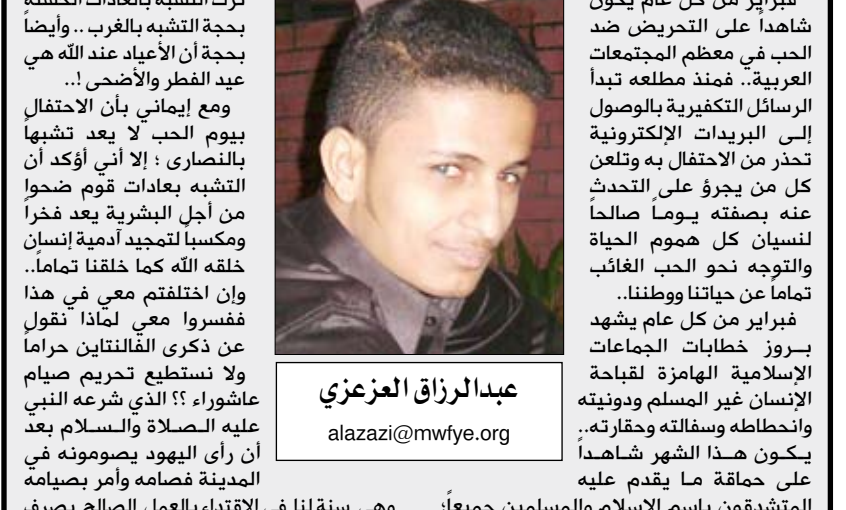 فبراير من كل عام يكون
شاهداً على التحريض ضد
الحب في معظم المجتمعات
العربية.. فمنذ مطلعه تبدأ
الرسائل التكفيرية بالوصول
إلى البريدات الإلكترونية
تحذر من الاحتفال به وتلعن
كل من يجرؤ على التحدث
عنه بصفته يوماً صالحاً
لنسيان كل هموم الحياة
والتوجه نحو الحب الغائب
تماماً عن حياتنا ووطننا..
فبراير من كل عام يشهد
بروز خطابات الجماعات
الإسلامية الهامزة لقباحة
الإنسان غير المسلم ودونيته
وانحطاطه وسفالته وحقارته..
يكون هذا الشهر شاهداً
على حماقة ما يقدم عليه
المتشدقون باسم الإسلام والمسلمين جميعاً؛
عبدالرزاق العزعزي
alazazi@mwfye.org
ترك التشبه بالعادات الحسنة
بحجة التشبه بالغرب .. وأيضاً
بحجة أن الأعياد عند الله هي
عيد الفطر والأضحى !..
ومع إيماني بأن الاحتفال
بيوم الحب لا يعد تشبهاً
بالنصارى ؛ إلا أني أؤكد أن
التشبه بعادات قوم ضحوا
من أجل البشرية يعد فخراً
ومكسباً لتمجيد آدمية إنسان
خلقه الله كما خلقنا تماماً..
وإن اختلفتم معي في هذا
ففسروا معي لماذا نقول
عن ذكرى الفالنتاين حراماً
ولا نستطيع تحريم صيام
عاشوراء ؟؟ الذي شرعه النبي
عليه الصلاة والسلام بعد
أن رأى اليهود يصومونه في
المدينة فصامه وأمر بصيامه
وهي سنة لنا في الاقتداء بالعمل الصالح بصرف